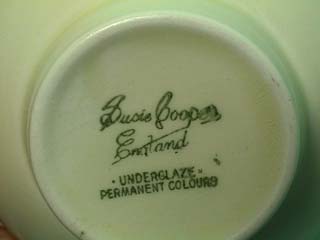 Susie Cooper
England
· UNDERGLAZE ·
PERMANENT COLOURS